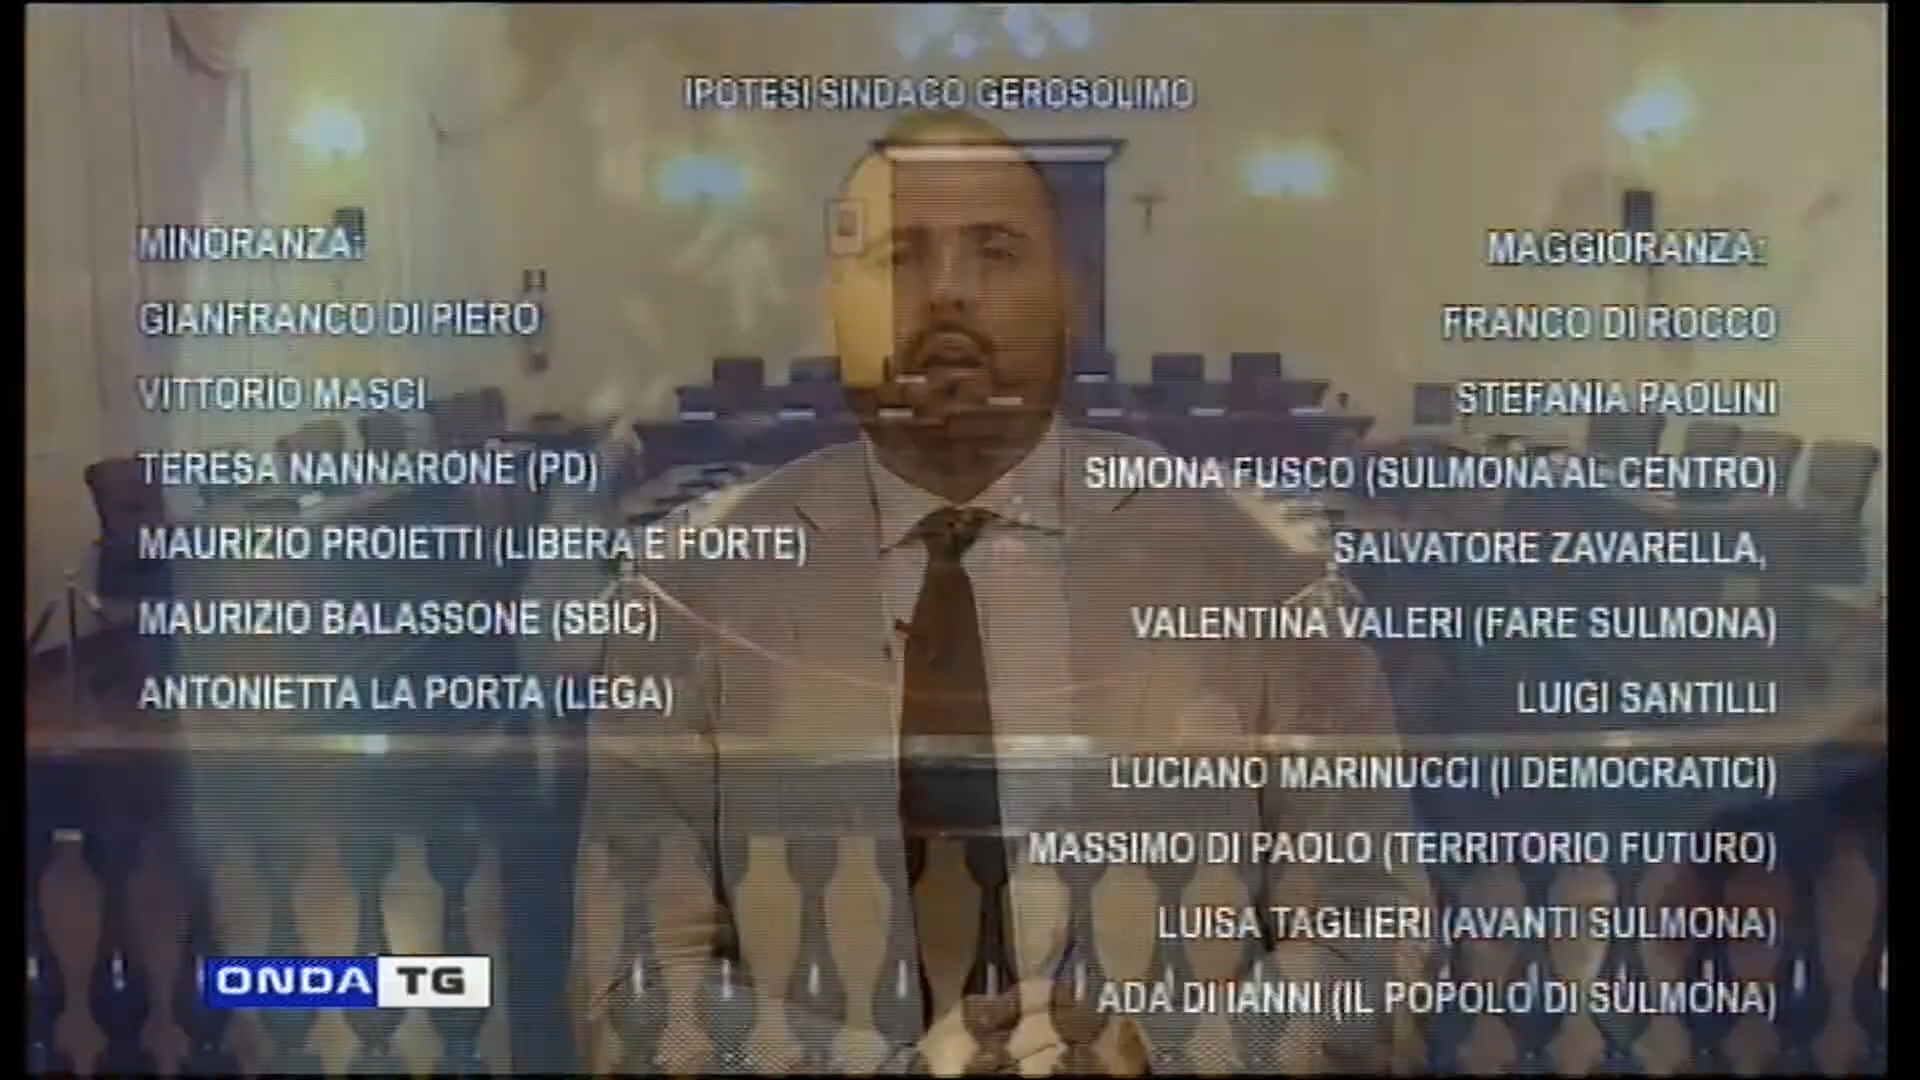 IPOTESI SINDACO GEROSOLIMO
MINORANZA:
GIANFRANCO DI PIERO
VITTORIO MASCI
TERESA NANNARONE (PD)
MAURIZIO PROIETTI (LIBERA E FORTE)
MAURIZIO BALASSONE (SBIC)
ANTONIETTA LA PORTA (LEGA)
MAGGIORANZA:
FRANCO DI ROCCO
STEFANIA PAOLINI
SIMONA FUSCO (SULMONA AL CENTRO)
SALVATORE ZAVARELLA,
VALENTINA VALERI (FARE SULMONA)
LUIGI SANTILLI
LUCIANO MARINUCCI (I DEMOCRATICI)
MASSIMO DI PAOLO (TERRITORIO FUTURO)
LUISA TAGLIERI (AVANTI SULMONA)
ADA DI IANNI (IL POPOLO DI SULMONA)
ONDA TG